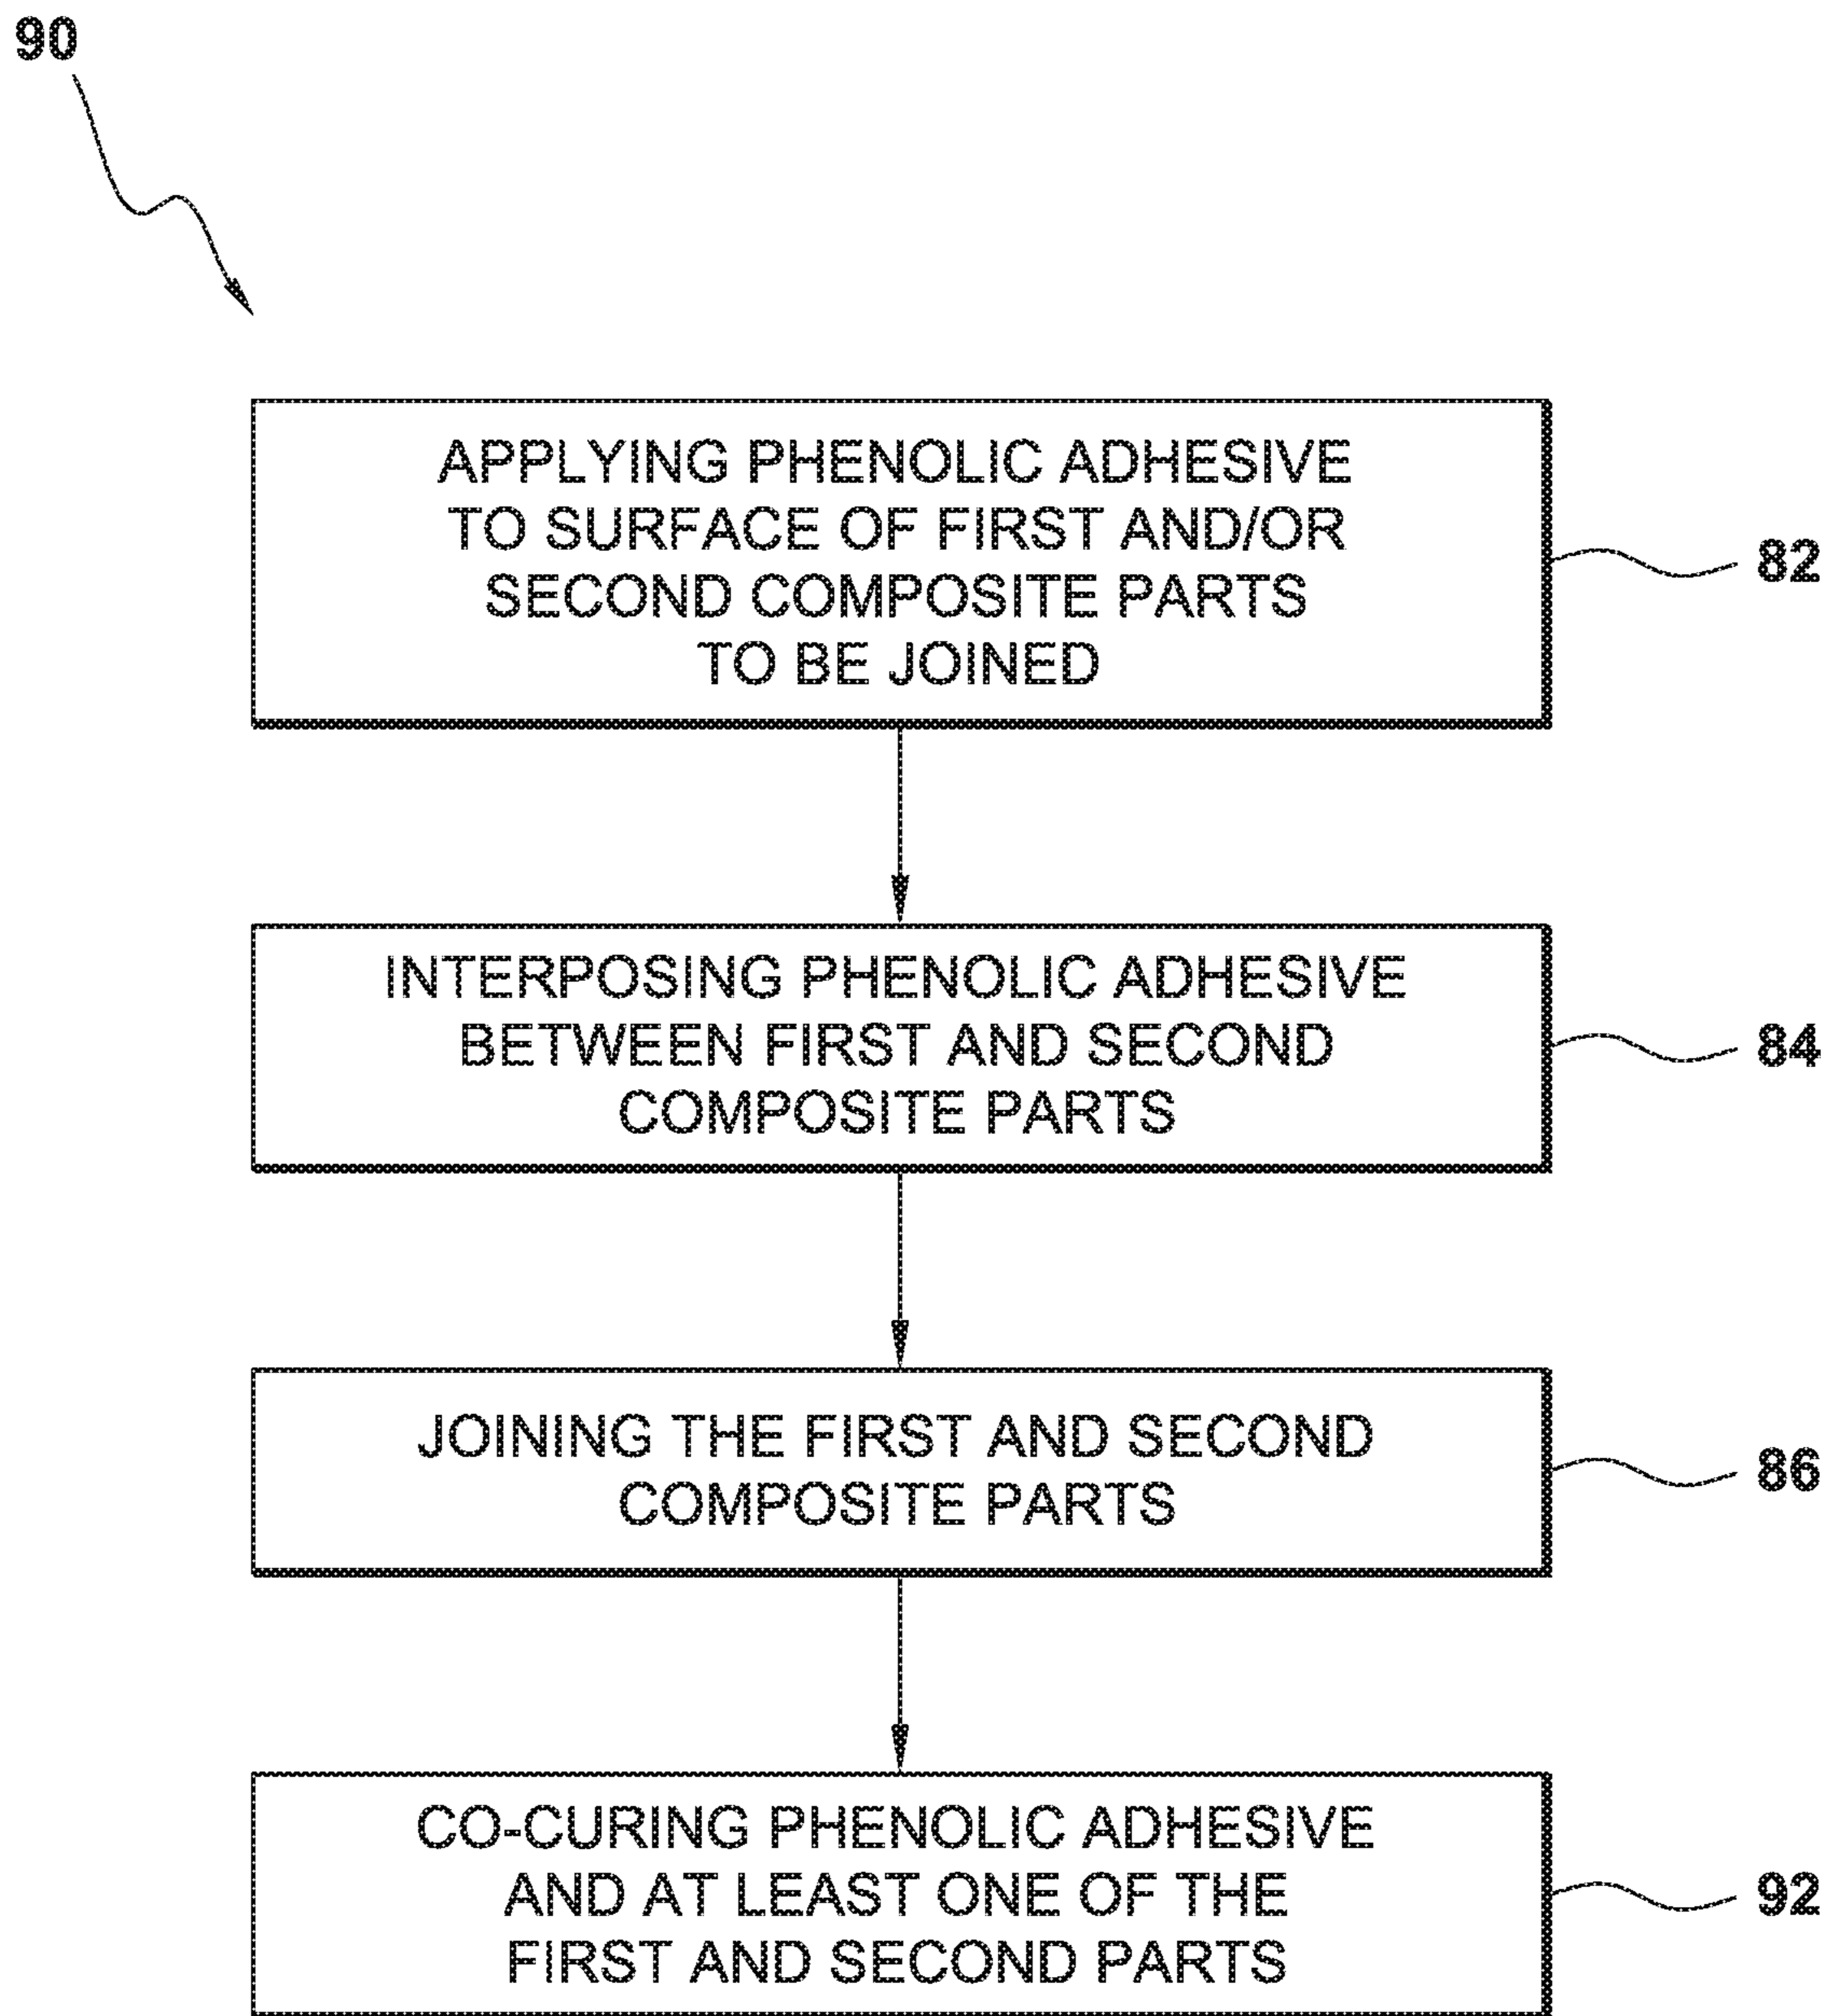 90
APPLYING PHENOLIC ADHESIVE
TO SURFACE OF FIRST AND/OR
SECOND COMPOSITE PARTS
TO BE JOINED
82
INTERPOSING PHENOLIC ADHESIVE
BETWEEN FIRST AND SECOND
COMPOSITE PARTS
84
JOINING THE FIRST AND SECOND
COMPOSITE PARTS
86
CO-CURING PHENOLIC ADHESIVE
AND AT LEAST ONE OF THE
FIRST AND SECOND PARTS
92